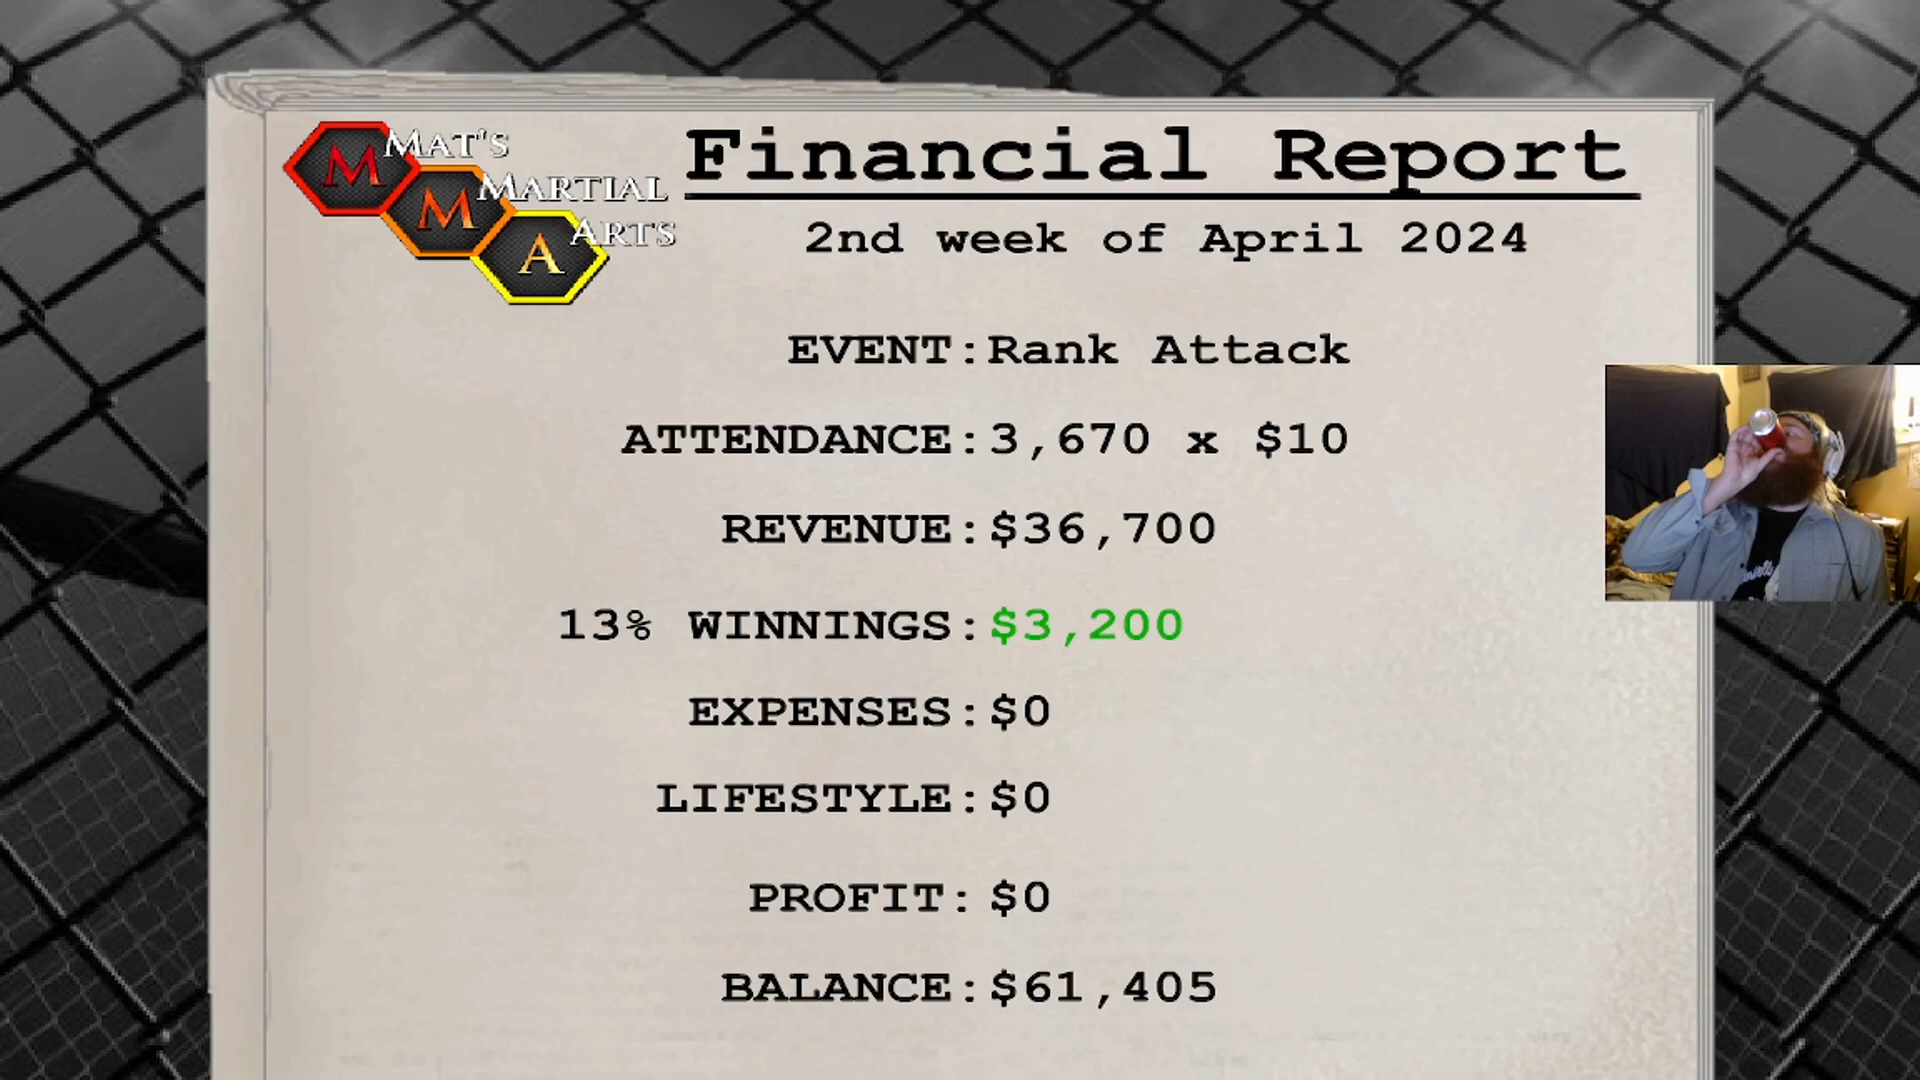 M MAT'S
M MARTIAL
A ARTS
Financial Report
2nd week of April 2024
EVENT: Rank Attack
ATTENDANCE: 3,670 x $10
REVENUE: $36,700
13% WINNINGS: $3,200
EXPENSES: $0
LIFESTYLE: $0
PROFIT: $0
BALANCE: $61,405